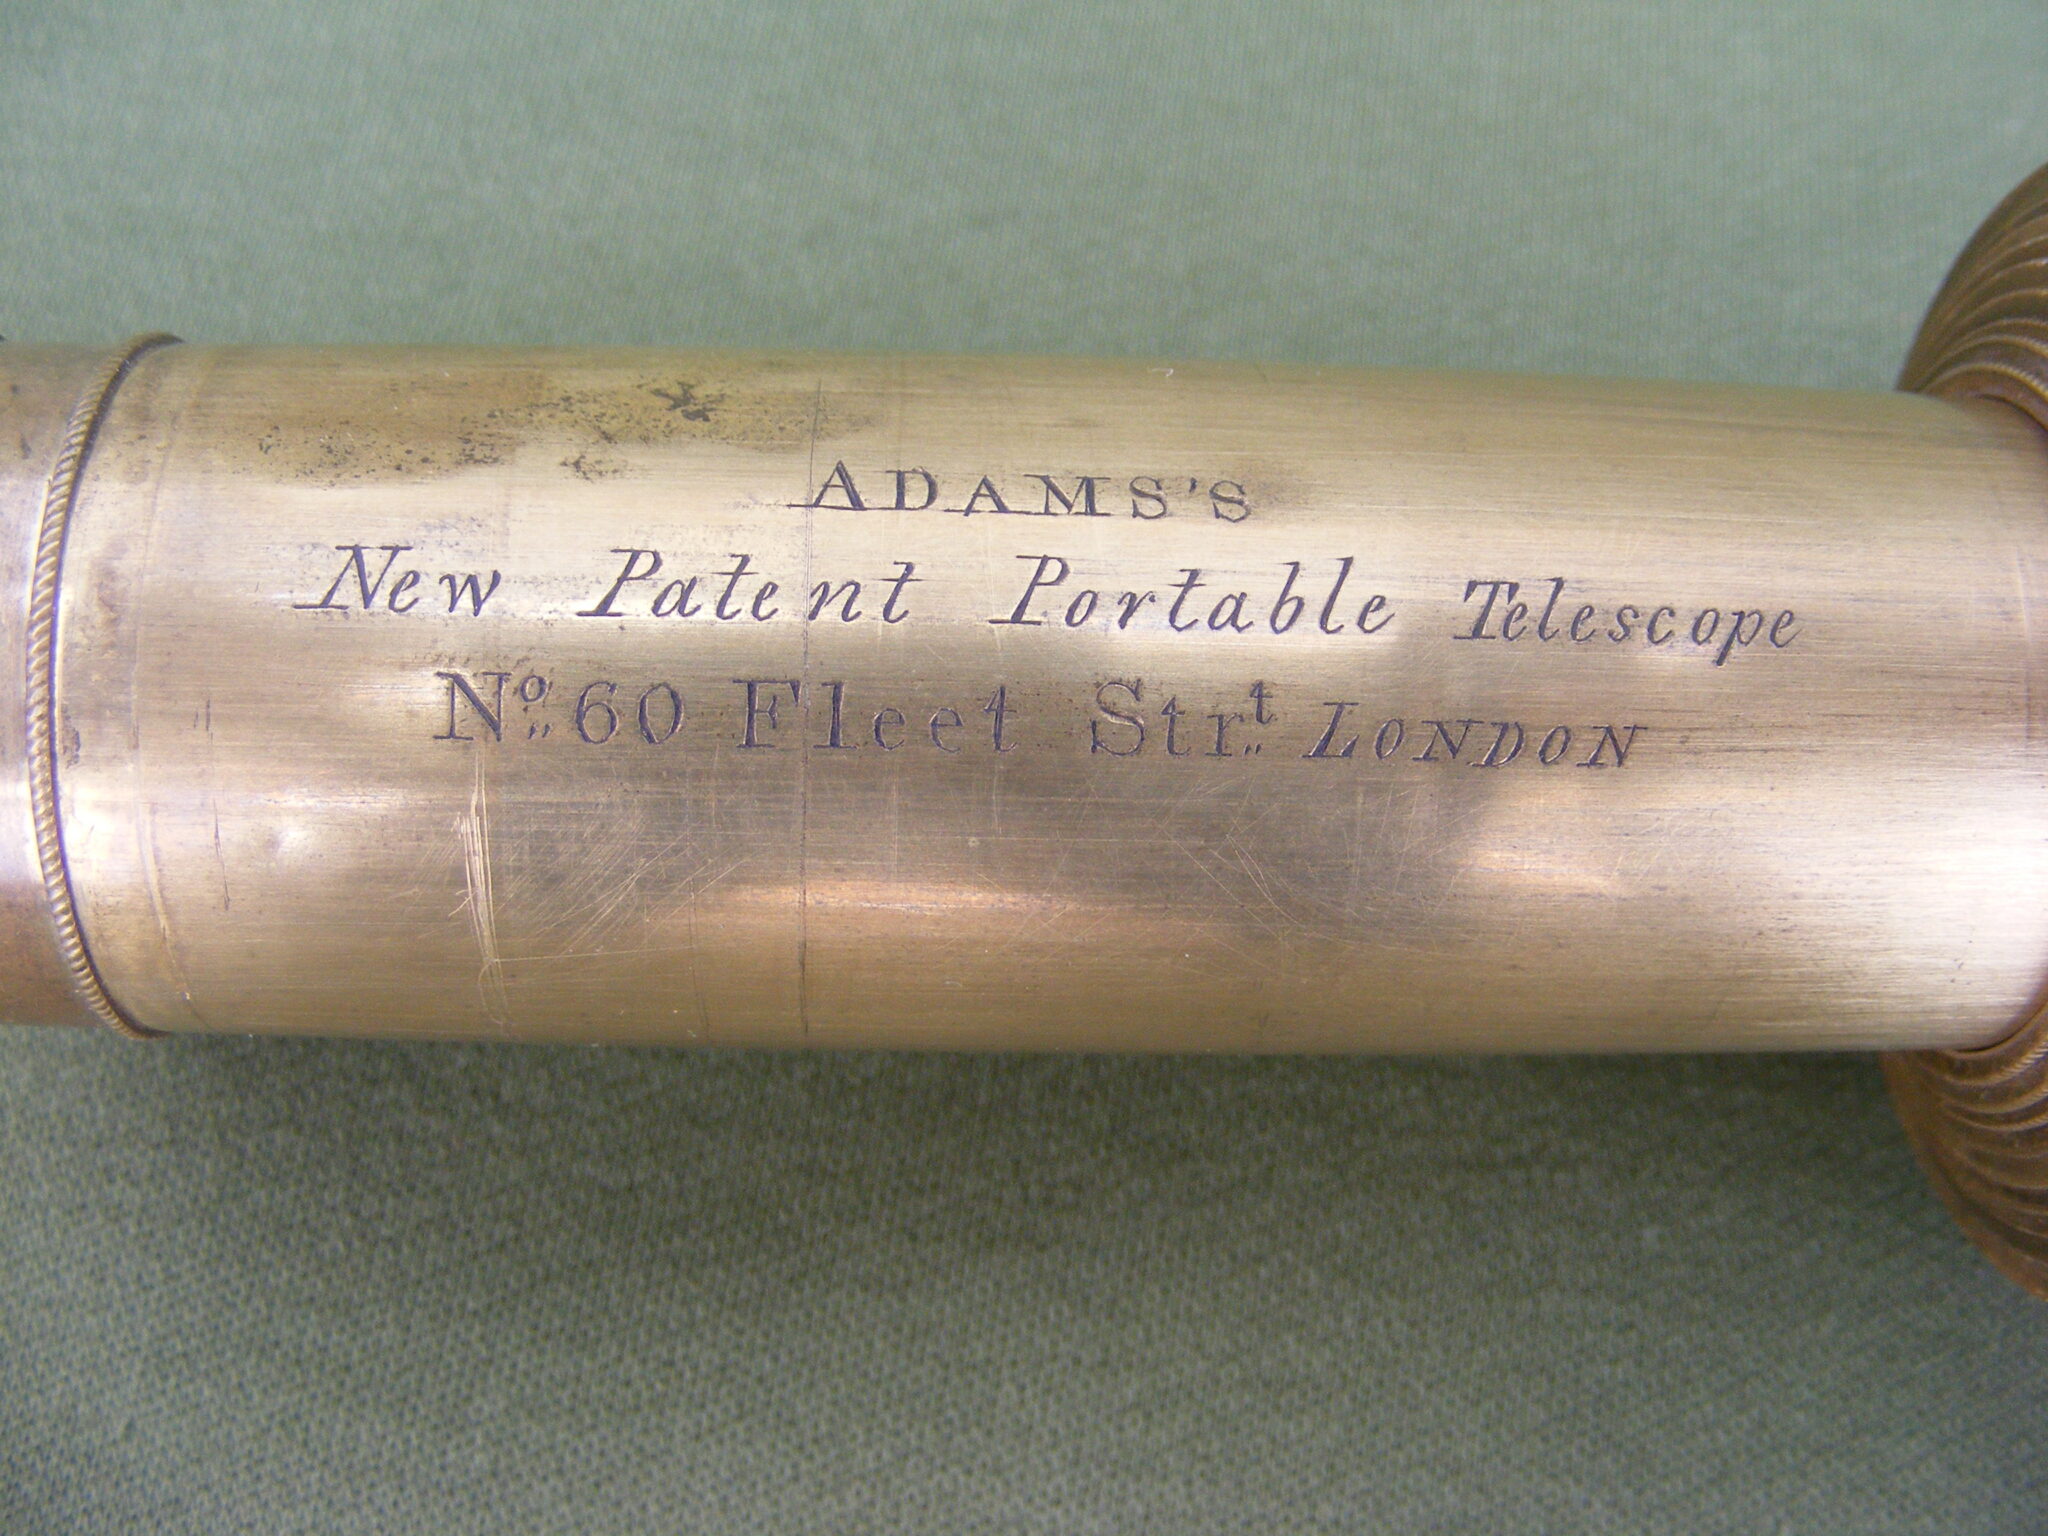 ADAMS'S
New Patent Portable Telescope
Nº 60 Fleet Strᵗ LONDON